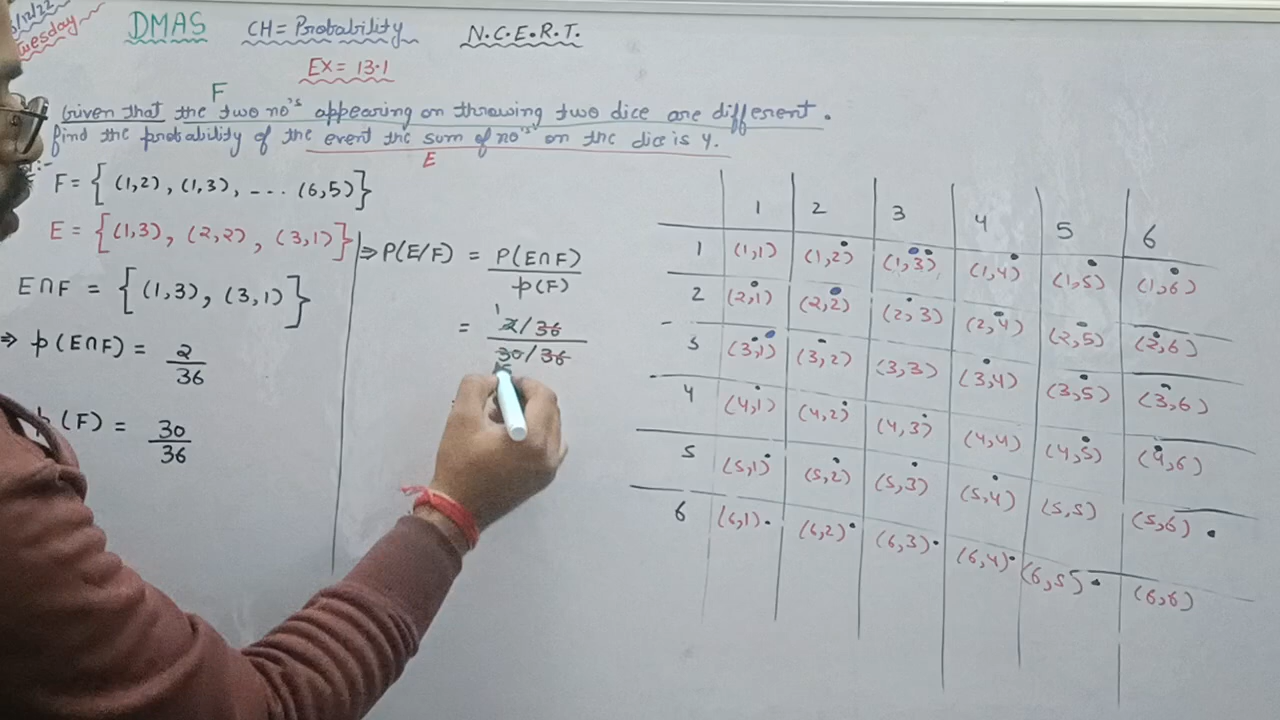 /12/22
Tuesday
DMAS CH = Probability N.C.E.R.T.
EX = 13.1
F
Given that the two no's appearing on throwing two dice are different.
find the probability of the event the sum of no's on the dice is 4.
E
F = { (1,2), (1,3), .... (6,5)}
E = {(1,3), (2,2), (3,1)}
E∩F = { (1,3), (3,1) }
⇒ p(E∩F) = 2/36
(F) = 30/36
⇒ P(E/F) = P(E∩F)/p(F)
= 2/36 / 30/36
1
1 2 3 4 5 6
1 (1,1) (1,2) (1,3) (1,4) (1,5) (1,6)
2 (2,1) (2,2) (2,3) (2,4) (2,5) (2,6)
3 (3,1) (3,2) (3,3) (3,4) (3,5) (3,6)
4 (4,1) (4,2) (4,3) (4,4) (4,5) (4,6)
5 (5,1) (5,2) (5,3) (5,4) (5,5) (5,6)
6 (6,1) (6,2) (6,3) (6,4) (6,5) (6,6)